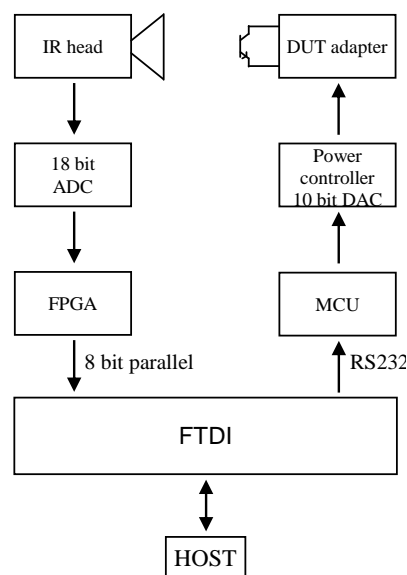 IR head
DUT adapter
18 bit
ADC
Power
controller
10 bit DAC
FPGA
MCU
8 bit parallel
RS232
FTDI
HOST